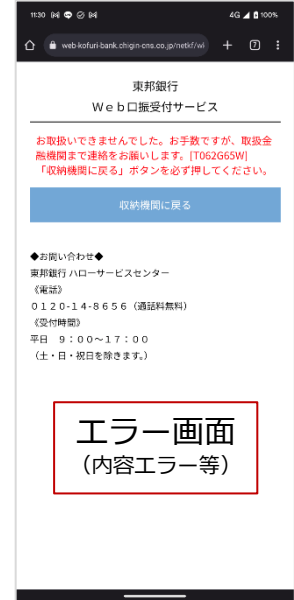 11:30
4G 100%
web-kofuri-bank.chigin-cns.co.jp/netkf/wi
7
東邦銀行
Ｗｅｂ口振受付サービス
お取扱いできませんでした。お手数ですが、取扱金
融機関まで連絡をお願いします。[T062G65W]
「収納機関に戻る」ボタンを必ず押してください。
収納機関に戻る
◆お問い合わせ◆
東邦銀行 ハローサービスセンター
《電話》
０１２０-１４-８６５６（通話料無料）
《受付時間》
平日　９：００～１７：００
（土・日・祝日を除きます。）
エラー画面
（内容エラー等）